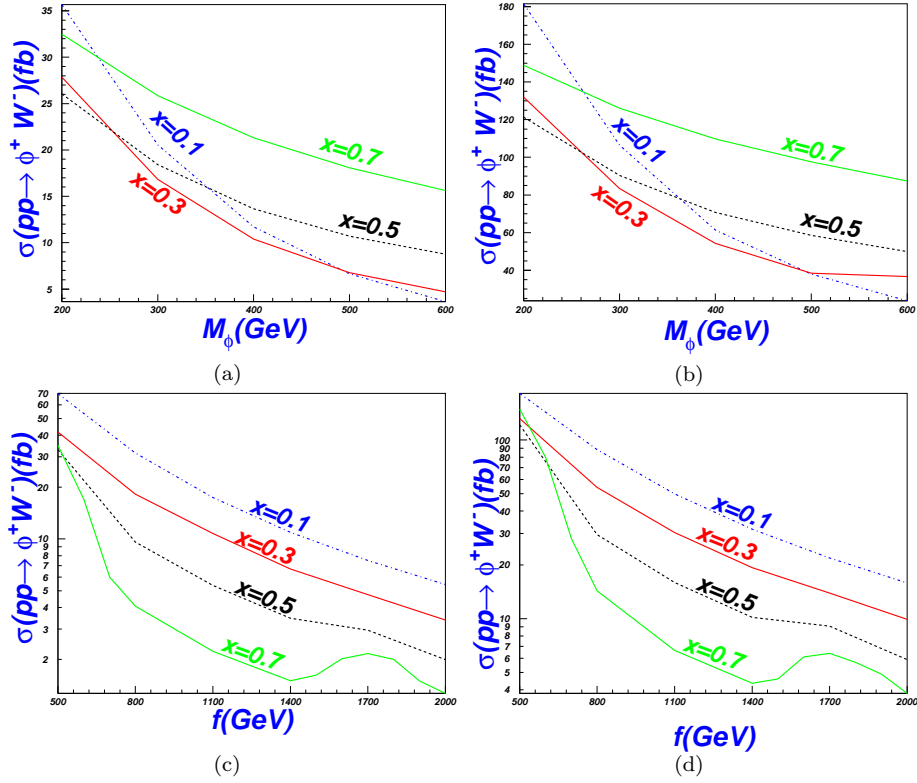 σ(pp→ ϕ⁺ W⁻)(fb)
35
30
25
20
15
10
5
x=0.1
x=0.7
x=0.3
x=0.5
200 300 400 500 600
M_ϕ(GeV)
(a)
σ(pp→ ϕ⁺ W⁻)(fb)
180
160
140
120
100
80
60
40
x=0.1
x=0.7
x=0.3
x=0.5
200 300 400 500 600
M_ϕ(GeV)
(b)
σ(pp→ ϕ⁺W⁻)(fb)
70
60
50
40
30
20
10
9
8
7
6
5
4
3
2
x=0.1
x=0.3
x=0.5
x=0.7
500 800 1100 1400 1700 2000
f(GeV)
(c)
σ(pp→ ϕ⁺W⁻)(fb)
100
90
80
70
60
50
40
30
20
10
9
8
7
6
5
4
x=0.1
x=0.3
x=0.5
x=0.7
500 800 1100 1400 1700 2000
f(GeV)
(d)